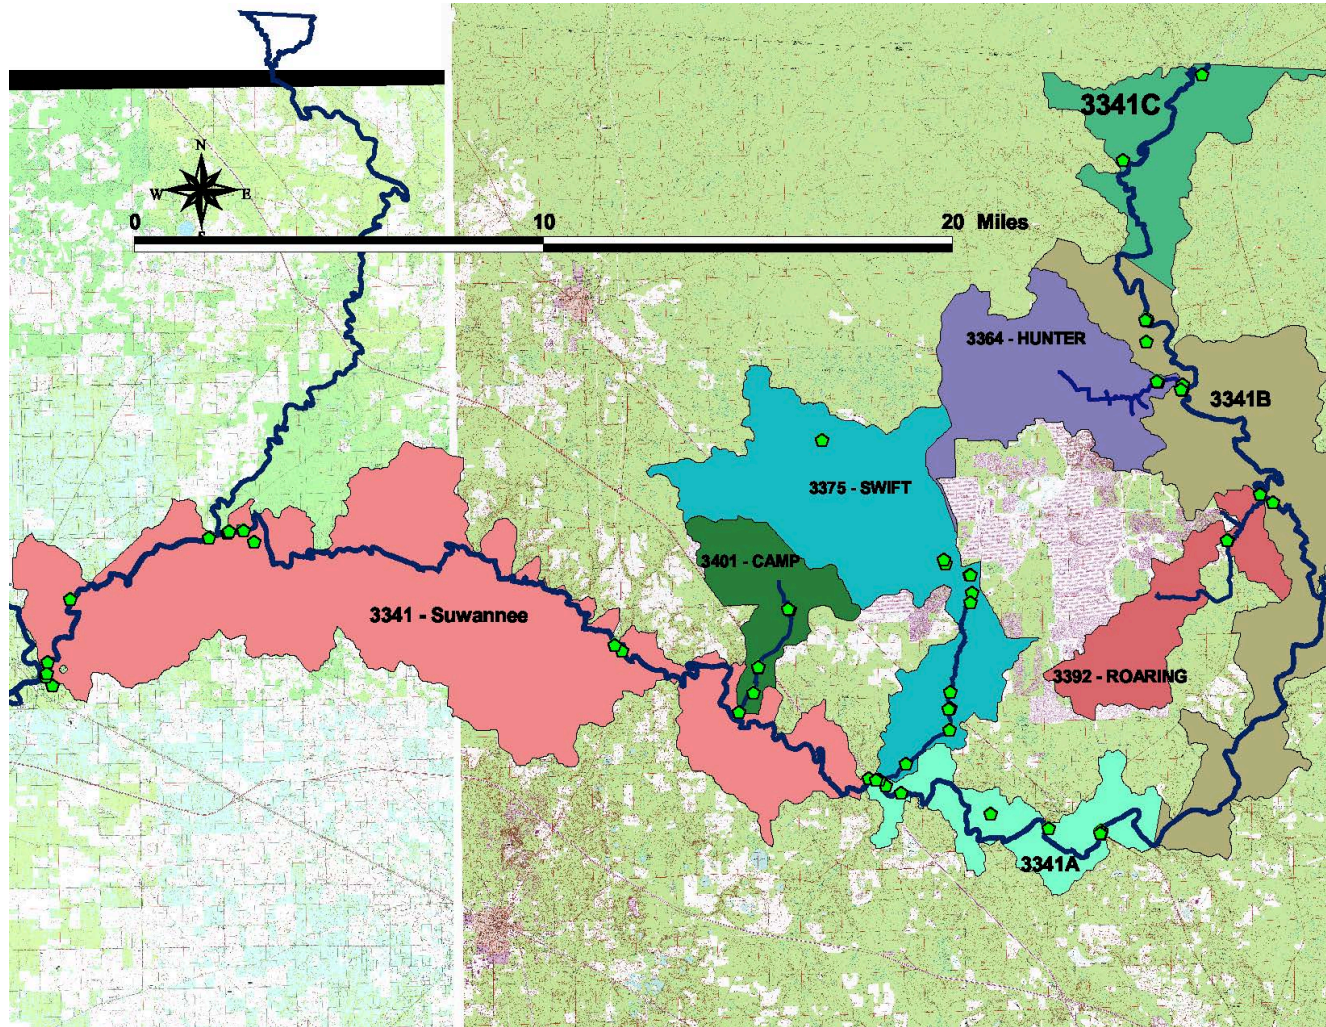 3341C
N
W E
S
0 10 20 Miles
3364 - HUNTER
3341B
3375 - SWIFT
3401 - CAMP
3341 - Suwannee
3392 - ROARING
3341A